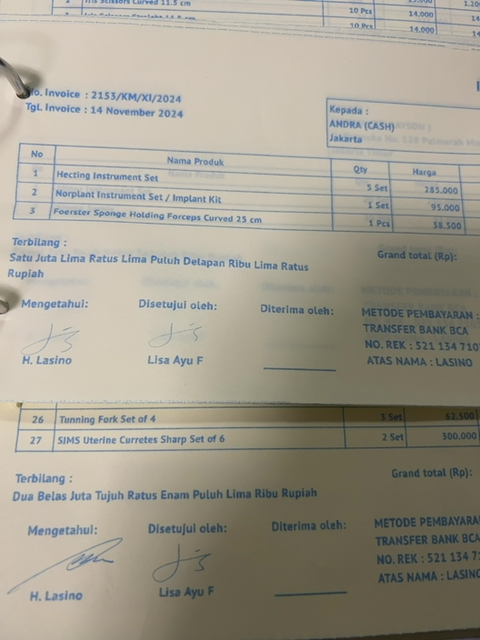 Iris Scissors Curved 11.5 cm
10 Pcs 14.000
10 Pcs 14.000
No. Invoice : 2153/KM/XI/2024
Tgl. Invoice : 14 November 2024
Kepada :
ANDRA (CASH)
Jakarta
No Nama Produk Qty Harga
1 Hecting Instrument Set 5 Set 285.000
2 Norplant Instrument Set / Implant Kit 1 Set 95.000
3 Foerster Sponge Holding Forceps Curved 25 cm 1 Pcs 38.500
Terbilang : Grand total (Rp):
Satu Juta Lima Ratus Lima Puluh Delapan Ribu Lima Ratus
Rupiah
Mengetahui: Disetujui oleh: Diterima oleh: METODE PEMBAYARAN :
TRANSFER BANK BCA
NO. REK : 521 134 710
H. Lasino Lisa Ayu F ATAS NAMA : LASINO
26 Tunning Fork Set of 4 3 Set 62.500
27 SIMS Uterine Curretes Sharp Set of 6 2 Set 300.000
Terbilang : Grand total (Rp):
Dua Belas Juta Tujuh Ratus Enam Puluh Lima Ribu Rupiah
Mengetahui: Disetujui oleh: Diterima oleh: METODE PEMBAYARA
TRANSFER BANK BCA
NO. REK : 521 134 7
H. Lasino Lisa Ayu F ATAS NAMA : LASINO